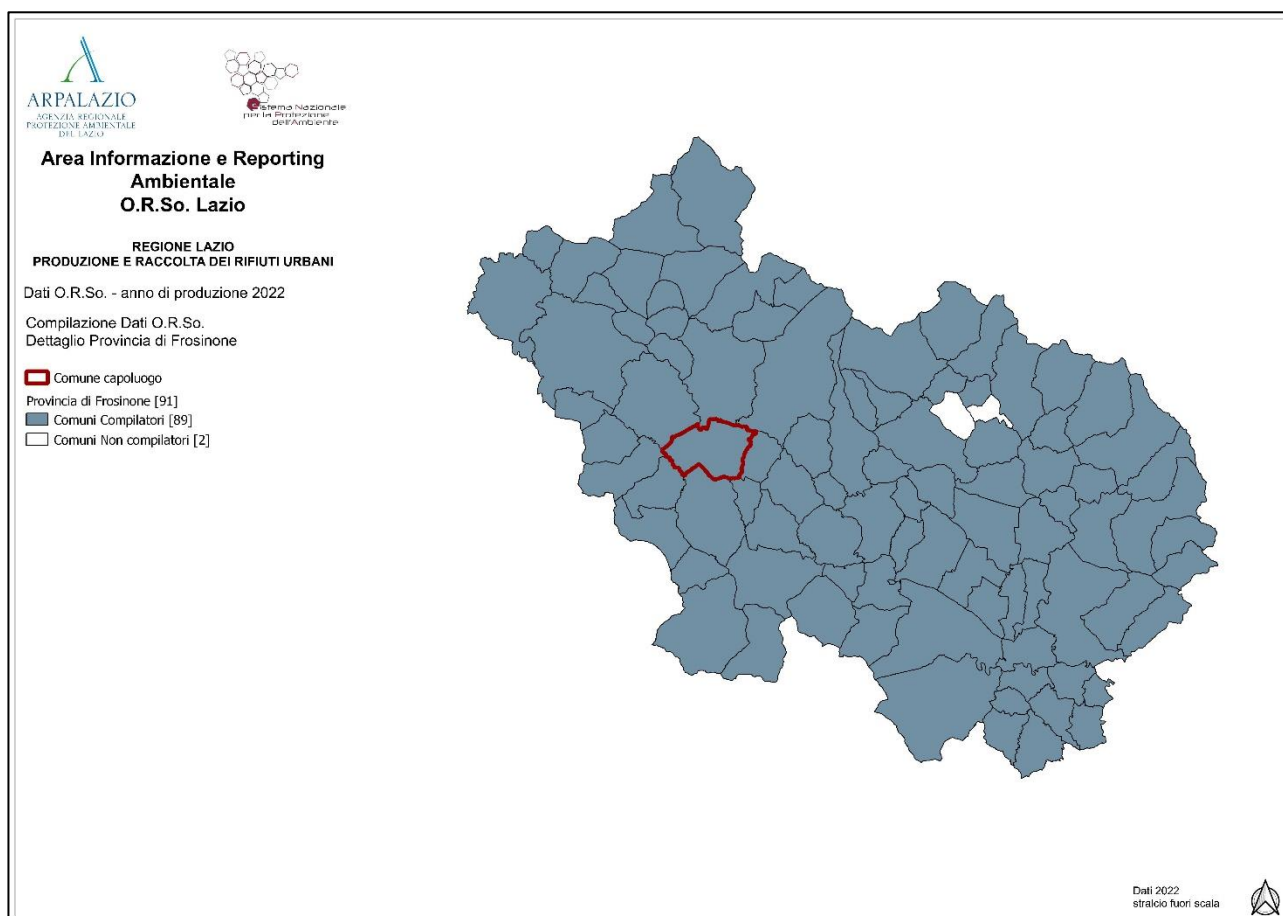 ARPALAZIO
AGENZIA REGIONALE
PROTEZIONE AMBIENTALE
DEL LAZIO
Sistema Nazionale
per la Protezione
dell'Ambiente
Area Informazione e Reporting
Ambientale
O.R.So. Lazio
REGIONE LAZIO
PRODUZIONE E RACCOLTA DEI RIFIUTI URBANI
Dati O.R.So. - anno di produzione 2022
Compilazione Dati O.R.So.
Dettaglio Provincia di Frosinone
Comune capoluogo
Provincia di Frosinone [91]
Comuni Compilatori [89]
Comuni Non compilatori [2]
Dati 2022
stralcio fuori scala